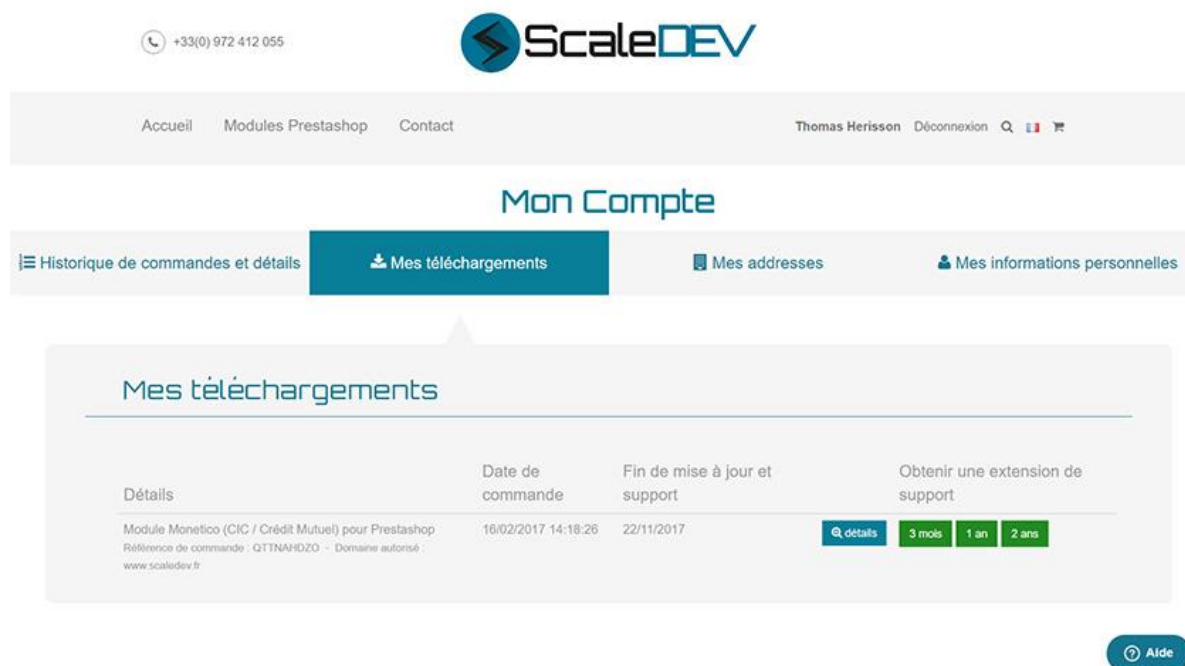 +33(0) 972 412 055
ScaleDEV
Accueil Modules Prestashop Contact
Thomas Herisson Déconnexion
Mon Compte
Historique de commandes et détails Mes téléchargements Mes addresses Mes informations personnelles
Mes téléchargements
Détails Date de commande Fin de mise à jour et support Obtenir une extension de support
Module Monetico (CIC / Crédit Mutuel) pour Prestashop 16/02/2017 14:18:26 22/11/2017 détails 3 mois 1 an 2 ans
Référence de commande : QTTNAHDZO - Domaine autorisé :
www.scaledev.fr
Aide